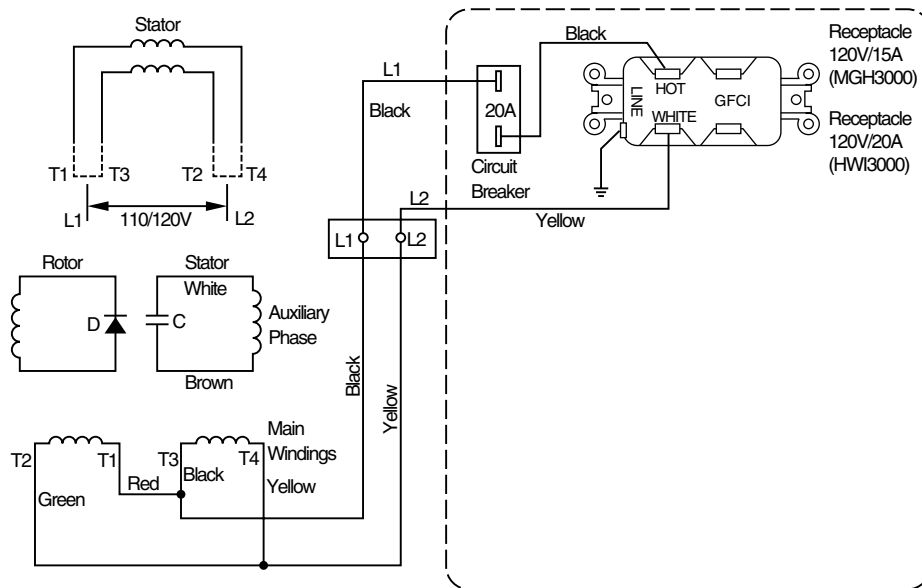 Stator
T1
T3
T2
T4
L1
110/120V
L2
Rotor
D
Stator
White
C
Auxiliary
Phase
Brown
T2
T1
T3
T4
Main
Windings
Green
Red
Black
Yellow
Black
Yellow
L1
L2
L1
Black
20A
Circuit
Breaker
L2
Yellow
Black
LINE
HOT
WHITE
GFCI
Receptacle
120V/15A
(MGH3000)
Receptacle
120V/20A
(HWI3000)